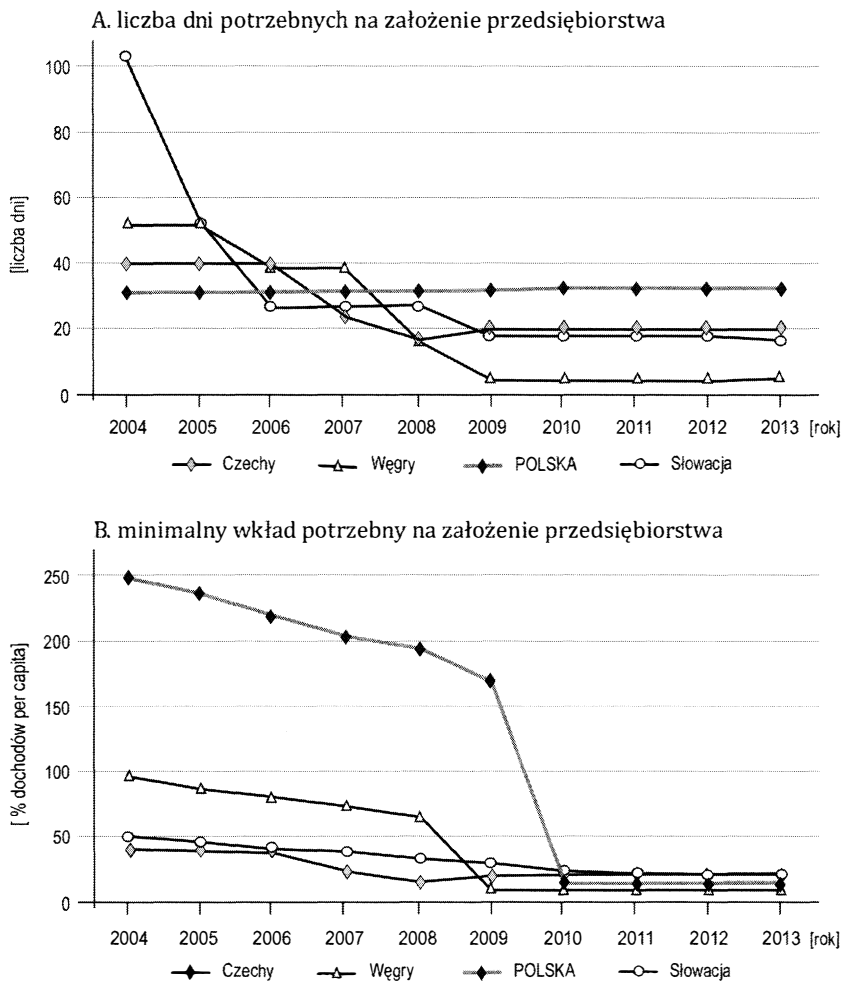 A. liczba dni potrzebnych na założenie przedsiębiorstwa
100
80
60
40
20
0
[liczba dni]
2004 2005 2006 2007 2008 2009 2010 2011 2012 2013 [rok]
Czechy Węgry POLSKA Słowacja
B. minimalny wkład potrzebny na założenie przedsiębiorstwa
250
200
150
100
50
0
[ % dochodów per capita]
2004 2005 2006 2007 2008 2009 2010 2011 2012 2013 [rok]
Czechy Węgry POLSKA Słowacja